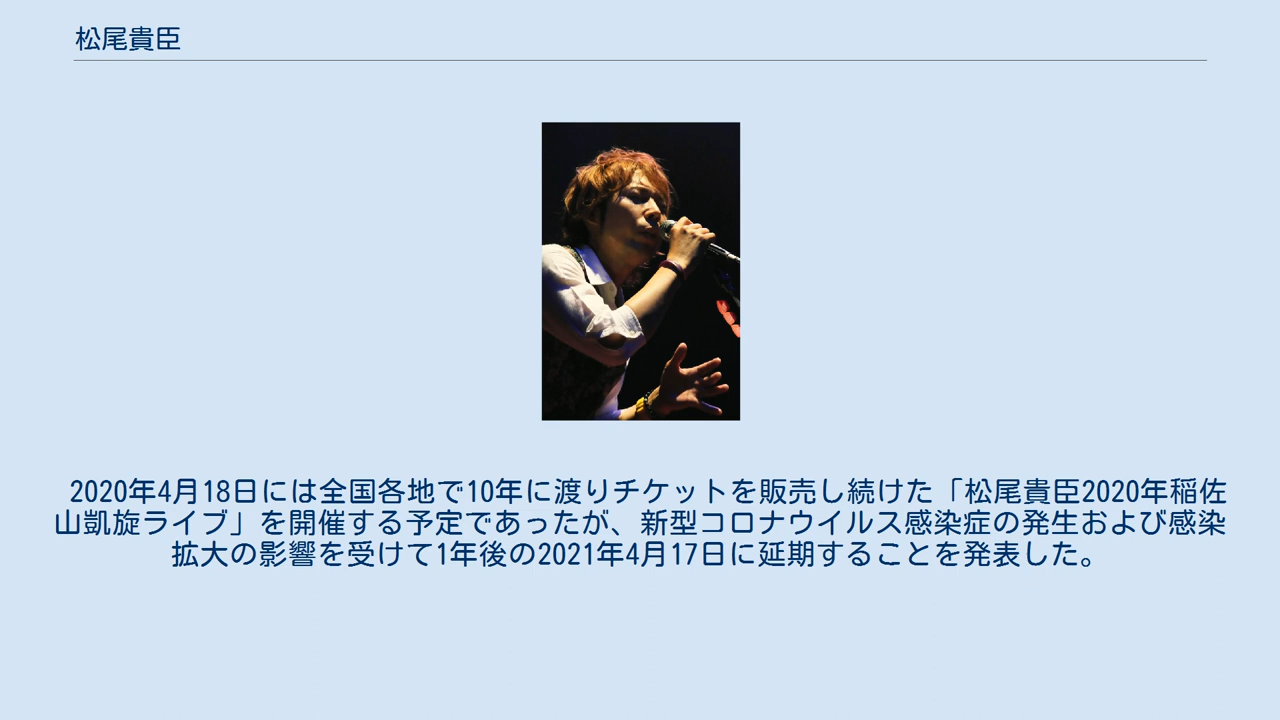 松尾貴臣
2020年4月18日には全国各地で10年に渡りチケットを販売し続けた「松尾貴臣2020年稲佐
山凱旋ライブ」を開催する予定であったが、新型コロナウイルス感染症の発生および感染
拡大の影響を受けて1年後の2021年4月17日に延期することを発表した。